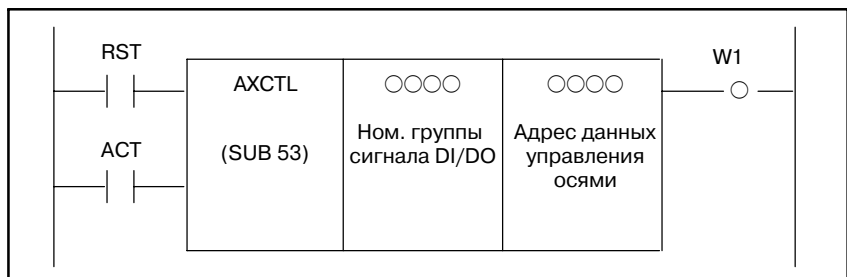 RST
W1
AXCTL
○○○○
○○○○
(SUB 53)
Ном. группы
сигнала DI/DO
Адрес данных
управления
осями
ACT